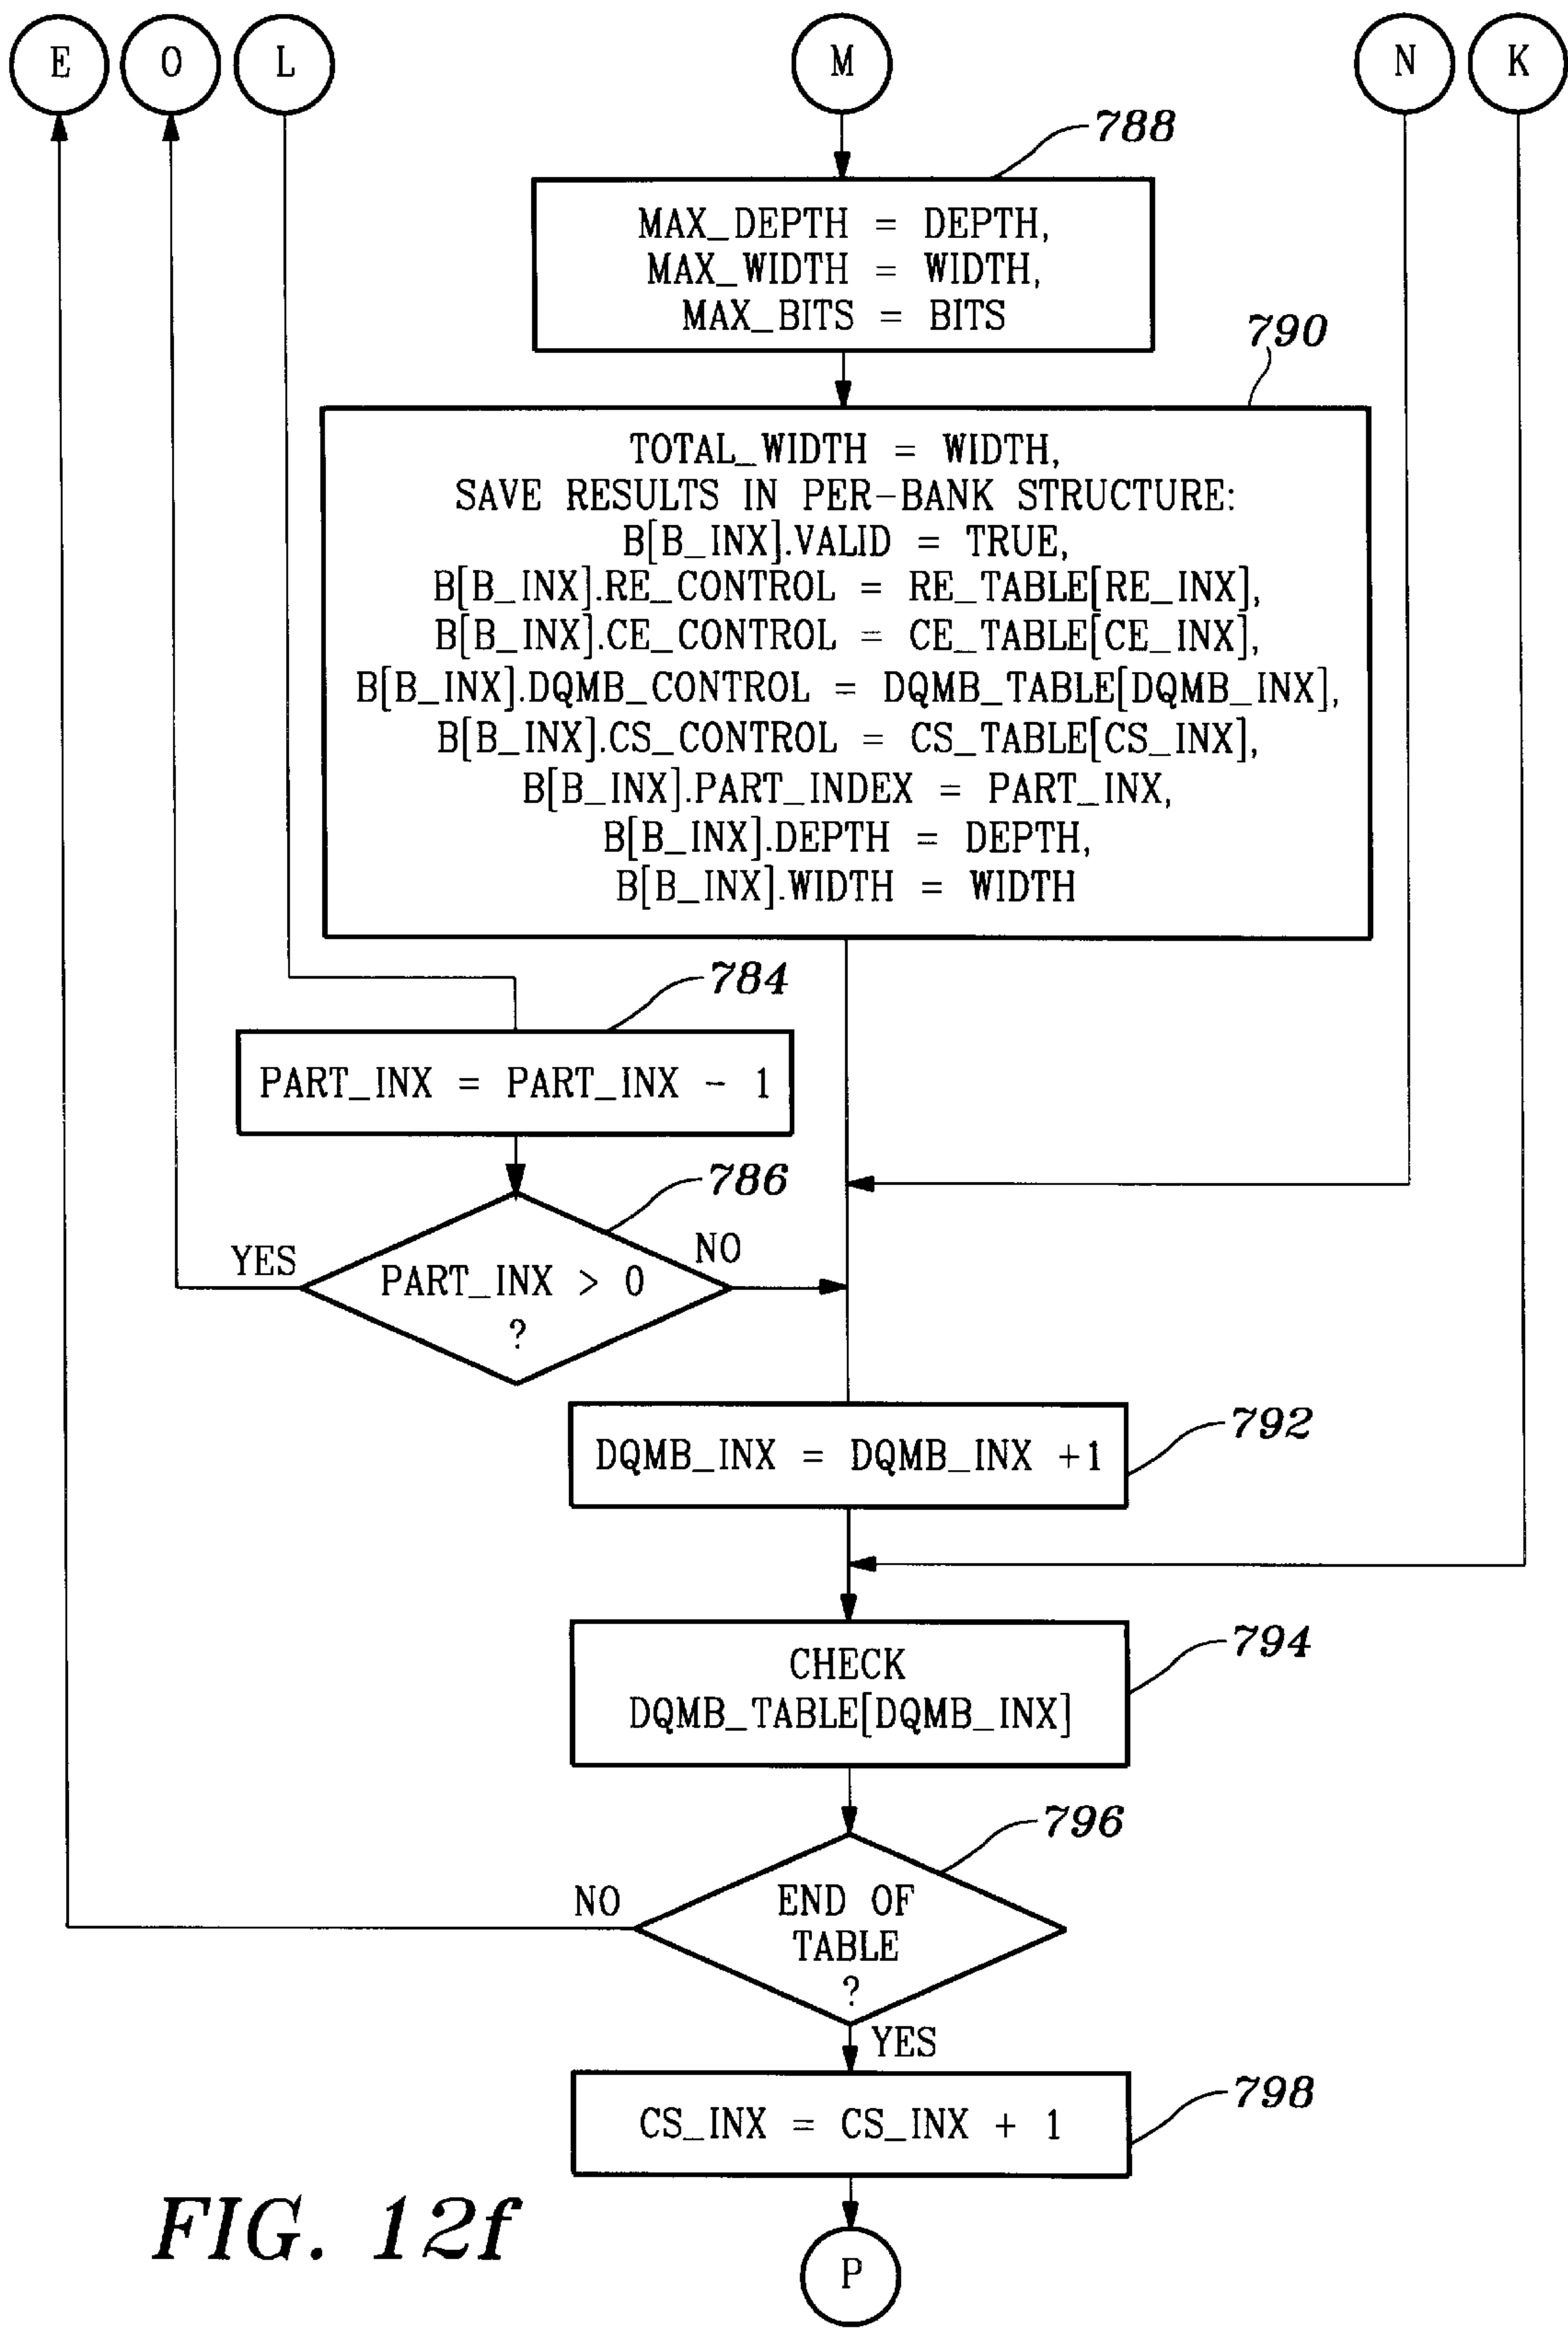 E O L M N K
788
MAX_DEPTH = DEPTH,
MAX_WIDTH = WIDTH,
MAX_BITS = BITS
790
TOTAL_WIDTH = WIDTH,
SAVE RESULTS IN PER-BANK STRUCTURE:
B[B_INX].VALID = TRUE,
B[B_INX].RE_CONTROL = RE_TABLE[RE_INX],
B[B_INX].CE_CONTROL = CE_TABLE[CE_INX],
B[B_INX].DQMB_CONTROL = DQMB_TABLE[DQMB_INX],
B[B_INX].CS_CONTROL = CS_TABLE[CS_INX],
B[B_INX].PART_INDEX = PART_INX,
B[B_INX].DEPTH = DEPTH,
B[B_INX].WIDTH = WIDTH
784
PART_INX = PART_INX - 1
786
YES
NO
PART_INX > 0
?
792
DQMB_INX = DQMB_INX +1
794
CHECK
DQMB_TABLE[DQMB_INX]
796
NO
END OF
TABLE
?
YES
798
CS_INX = CS_INX + 1
FIG. 12f
P